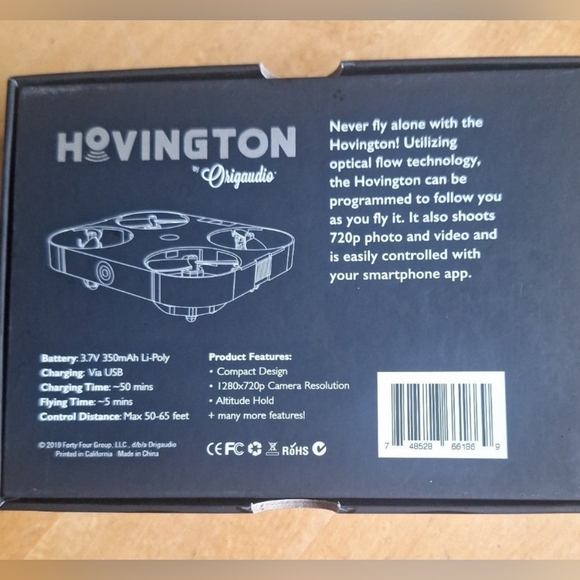 HOVINGTON
by Origaudio
Never fly alone with the
Hovington! Utilizing
optical flow technology,
the Hovington can be
programmed to follow you
as you fly it. It also shoots
720p photo and video and
is easily controlled with
your smartphone app.
Battery: 3.7V 350mAh Li-Poly
Charging: Via USB
Charging Time: ~50 mins
Flying Time: ~5 mins
Control Distance: Max 50-65 feet
Product Features:
• Compact Design
• 1280x720p Camera Resolution
• Altitude Hold
+ many more features!
© 2019 Forty Four Group, LLC., d/b/a Origaudio
Printed in California Made in China
CE FC RoHS
7 48528 66186 9